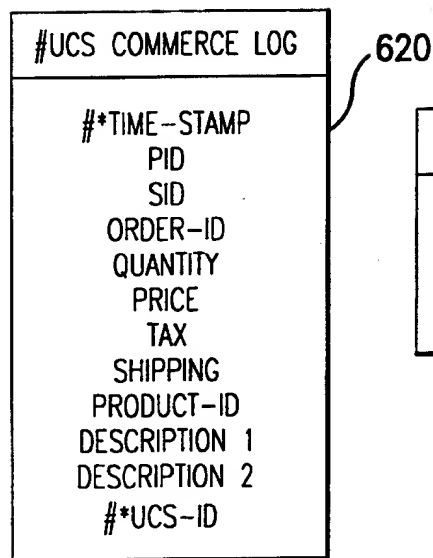 #UCS COMMERCE LOG
620
#*TIME-STAMP
PID
SID
ORDER-ID
QUANTITY
PRICE
TAX
SHIPPING
PRODUCT-ID
DESCRIPTION 1
DESCRIPTION 2
#*UCS-ID